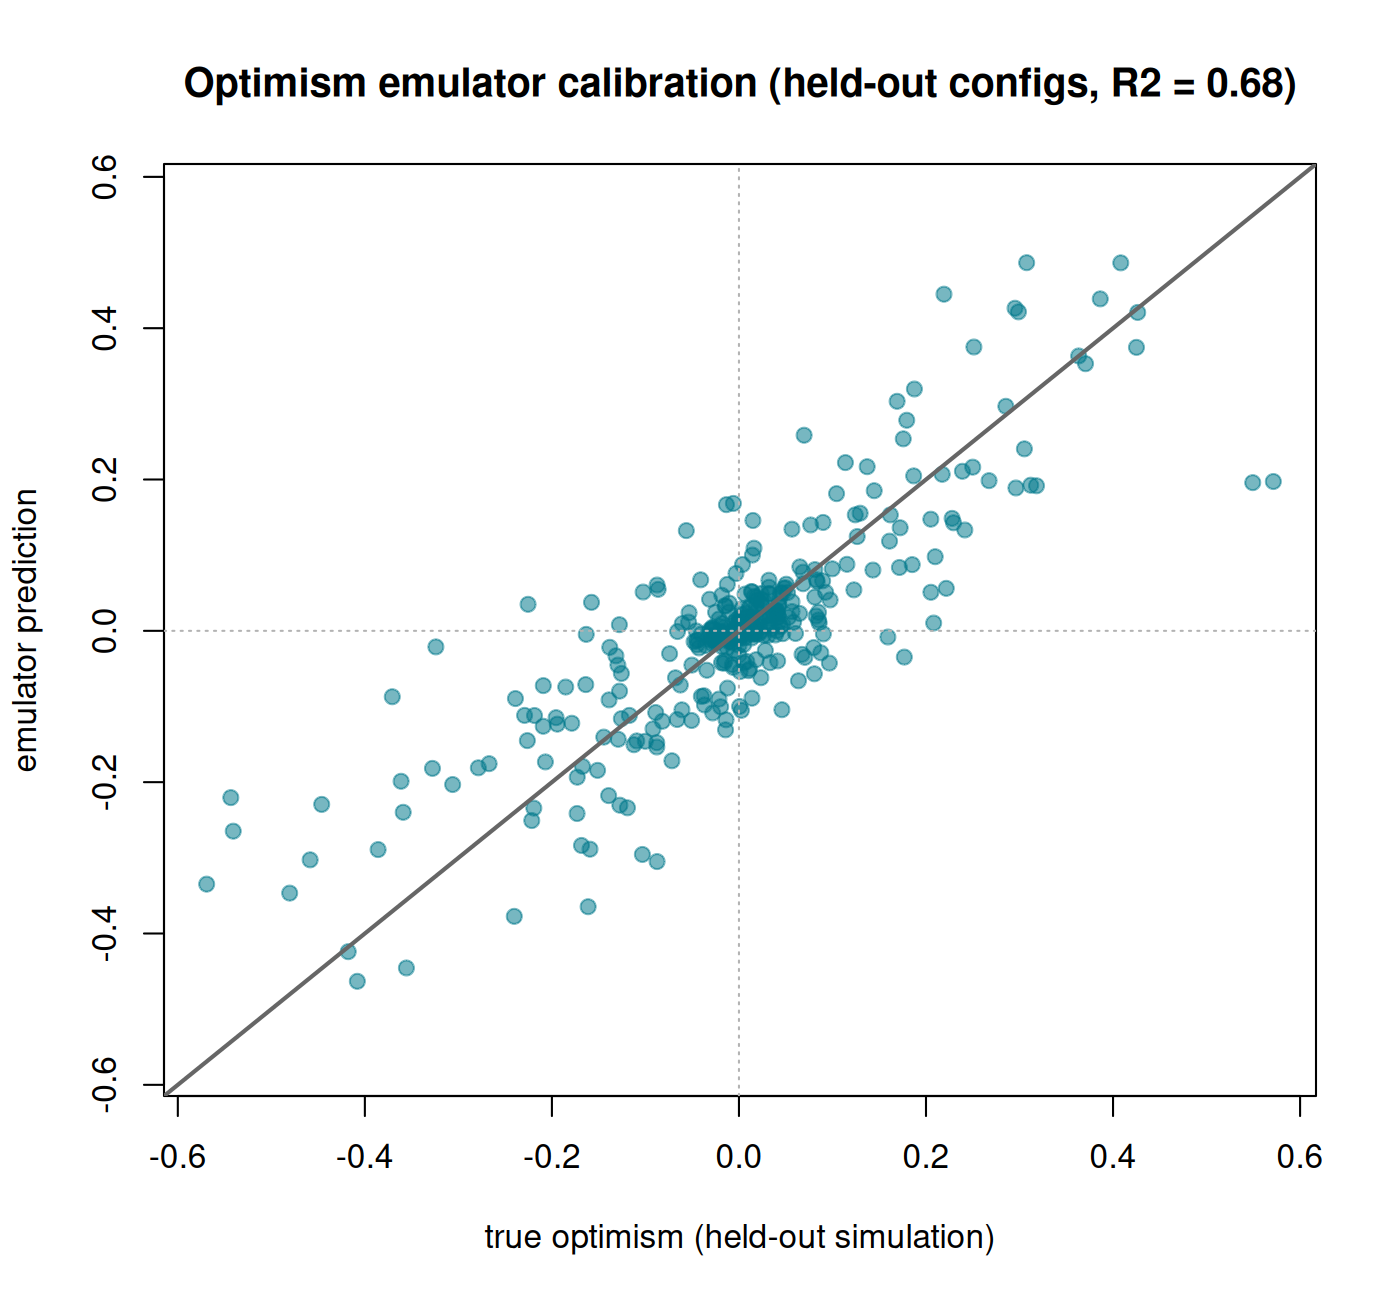 Optimism emulator calibration (held-out configs, R2 = 0.68)
0.6
0.4
0.2
0.0
-0.2
-0.4
-0.6
emulator prediction
-0.6 -0.4 -0.2 0.0 0.2 0.4 0.6
true optimism (held-out simulation)